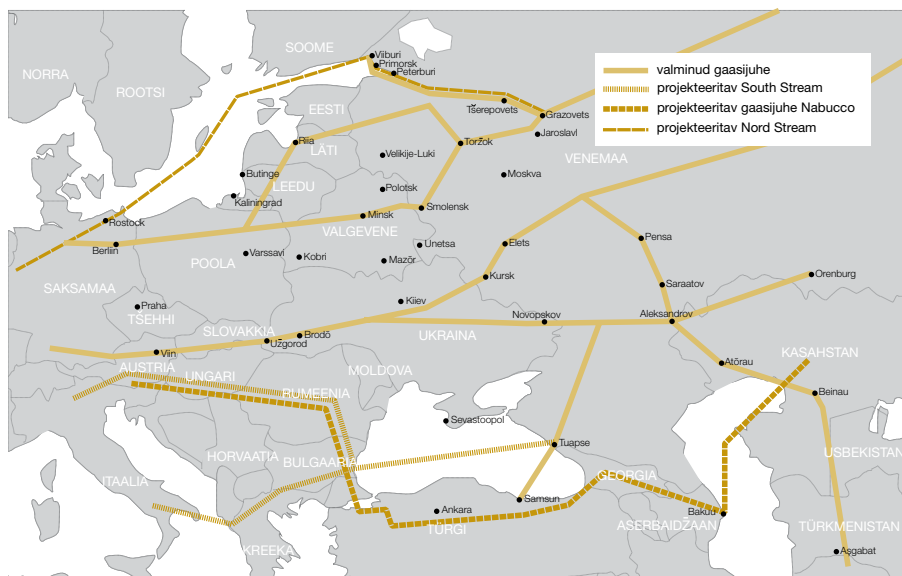 valminud gaasijuhe
projekteeritav South Stream
projekteeritav gaasijuhe Nabucco
projekteeritav Nord Stream
NORRA
ROOTSI
SOOME
Viiburi
Primorsk
Peterburi
EESTI
Tšerepovets
Grazovets
Jaroslavl
Riia
LÄTI
Toržok
VENEMAA
Velikije-Luki
Moskva
Butinge
LEEDU
Polotsk
Kaliningrad
Smolensk
Minsk
Rostock
VALGEVENE
Pensa
Berliin
Varssavi
POOLA
Kobri
Unetsa
Mazõr
Elets
Orenburg
SAKSAMAA
Kursk
Saraatov
Praha
TŠEHHI
Kiiev
Novopskov
Aleksandrov
SLOVAKKIA
Brodõ
UKRAINA
Užgorod
Viin
AUSTRIA
UNGARI
MOLDOVA
Atõrau
KASAHSTAN
RUMEENIA
Beinau
Sevastoopol
Tuapse
HORVAATIA
BULGAARIA
USBEKISTAN
ITAALIA
GEORGIA
Samsun
Ankara
TÜRGI
Bakuu
ASERBAIDŽAAN
TÜRKMENISTAN
KREEKA
Aşgabat